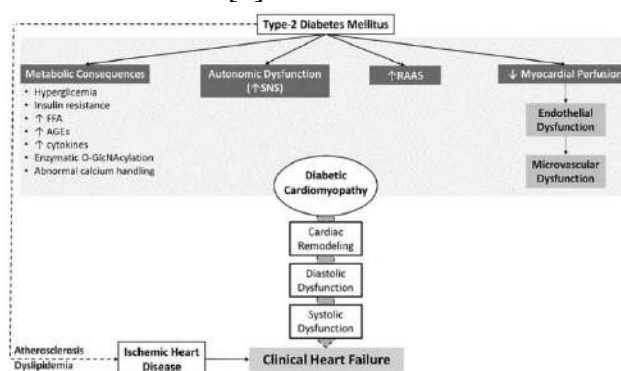 [ ]
Type-2 Diabetes Mellitus
Metabolic Consequences
• Hyperglicemia
• Insulin resistance
• ↑ FFA
• ↑ AGEs
• ↑ cytokines
• Enzymatic O-GlcNAcylation
• Abnormal calcium handling
Autonomic Dysfunction
(↑SNS)
↑RAAS
↓ Myocardial Perfusion
Endothelial
Dysfunction
Microvascular
Dysfunction
Diabetic
Cardiomyopathy
Cardiac
Remodeling
Diastolic
Dysfunction
Systolic
Dysfunction
Atherosclerosis
Dyslipidemia
Ischemic Heart
Disease
Clinical Heart Failure